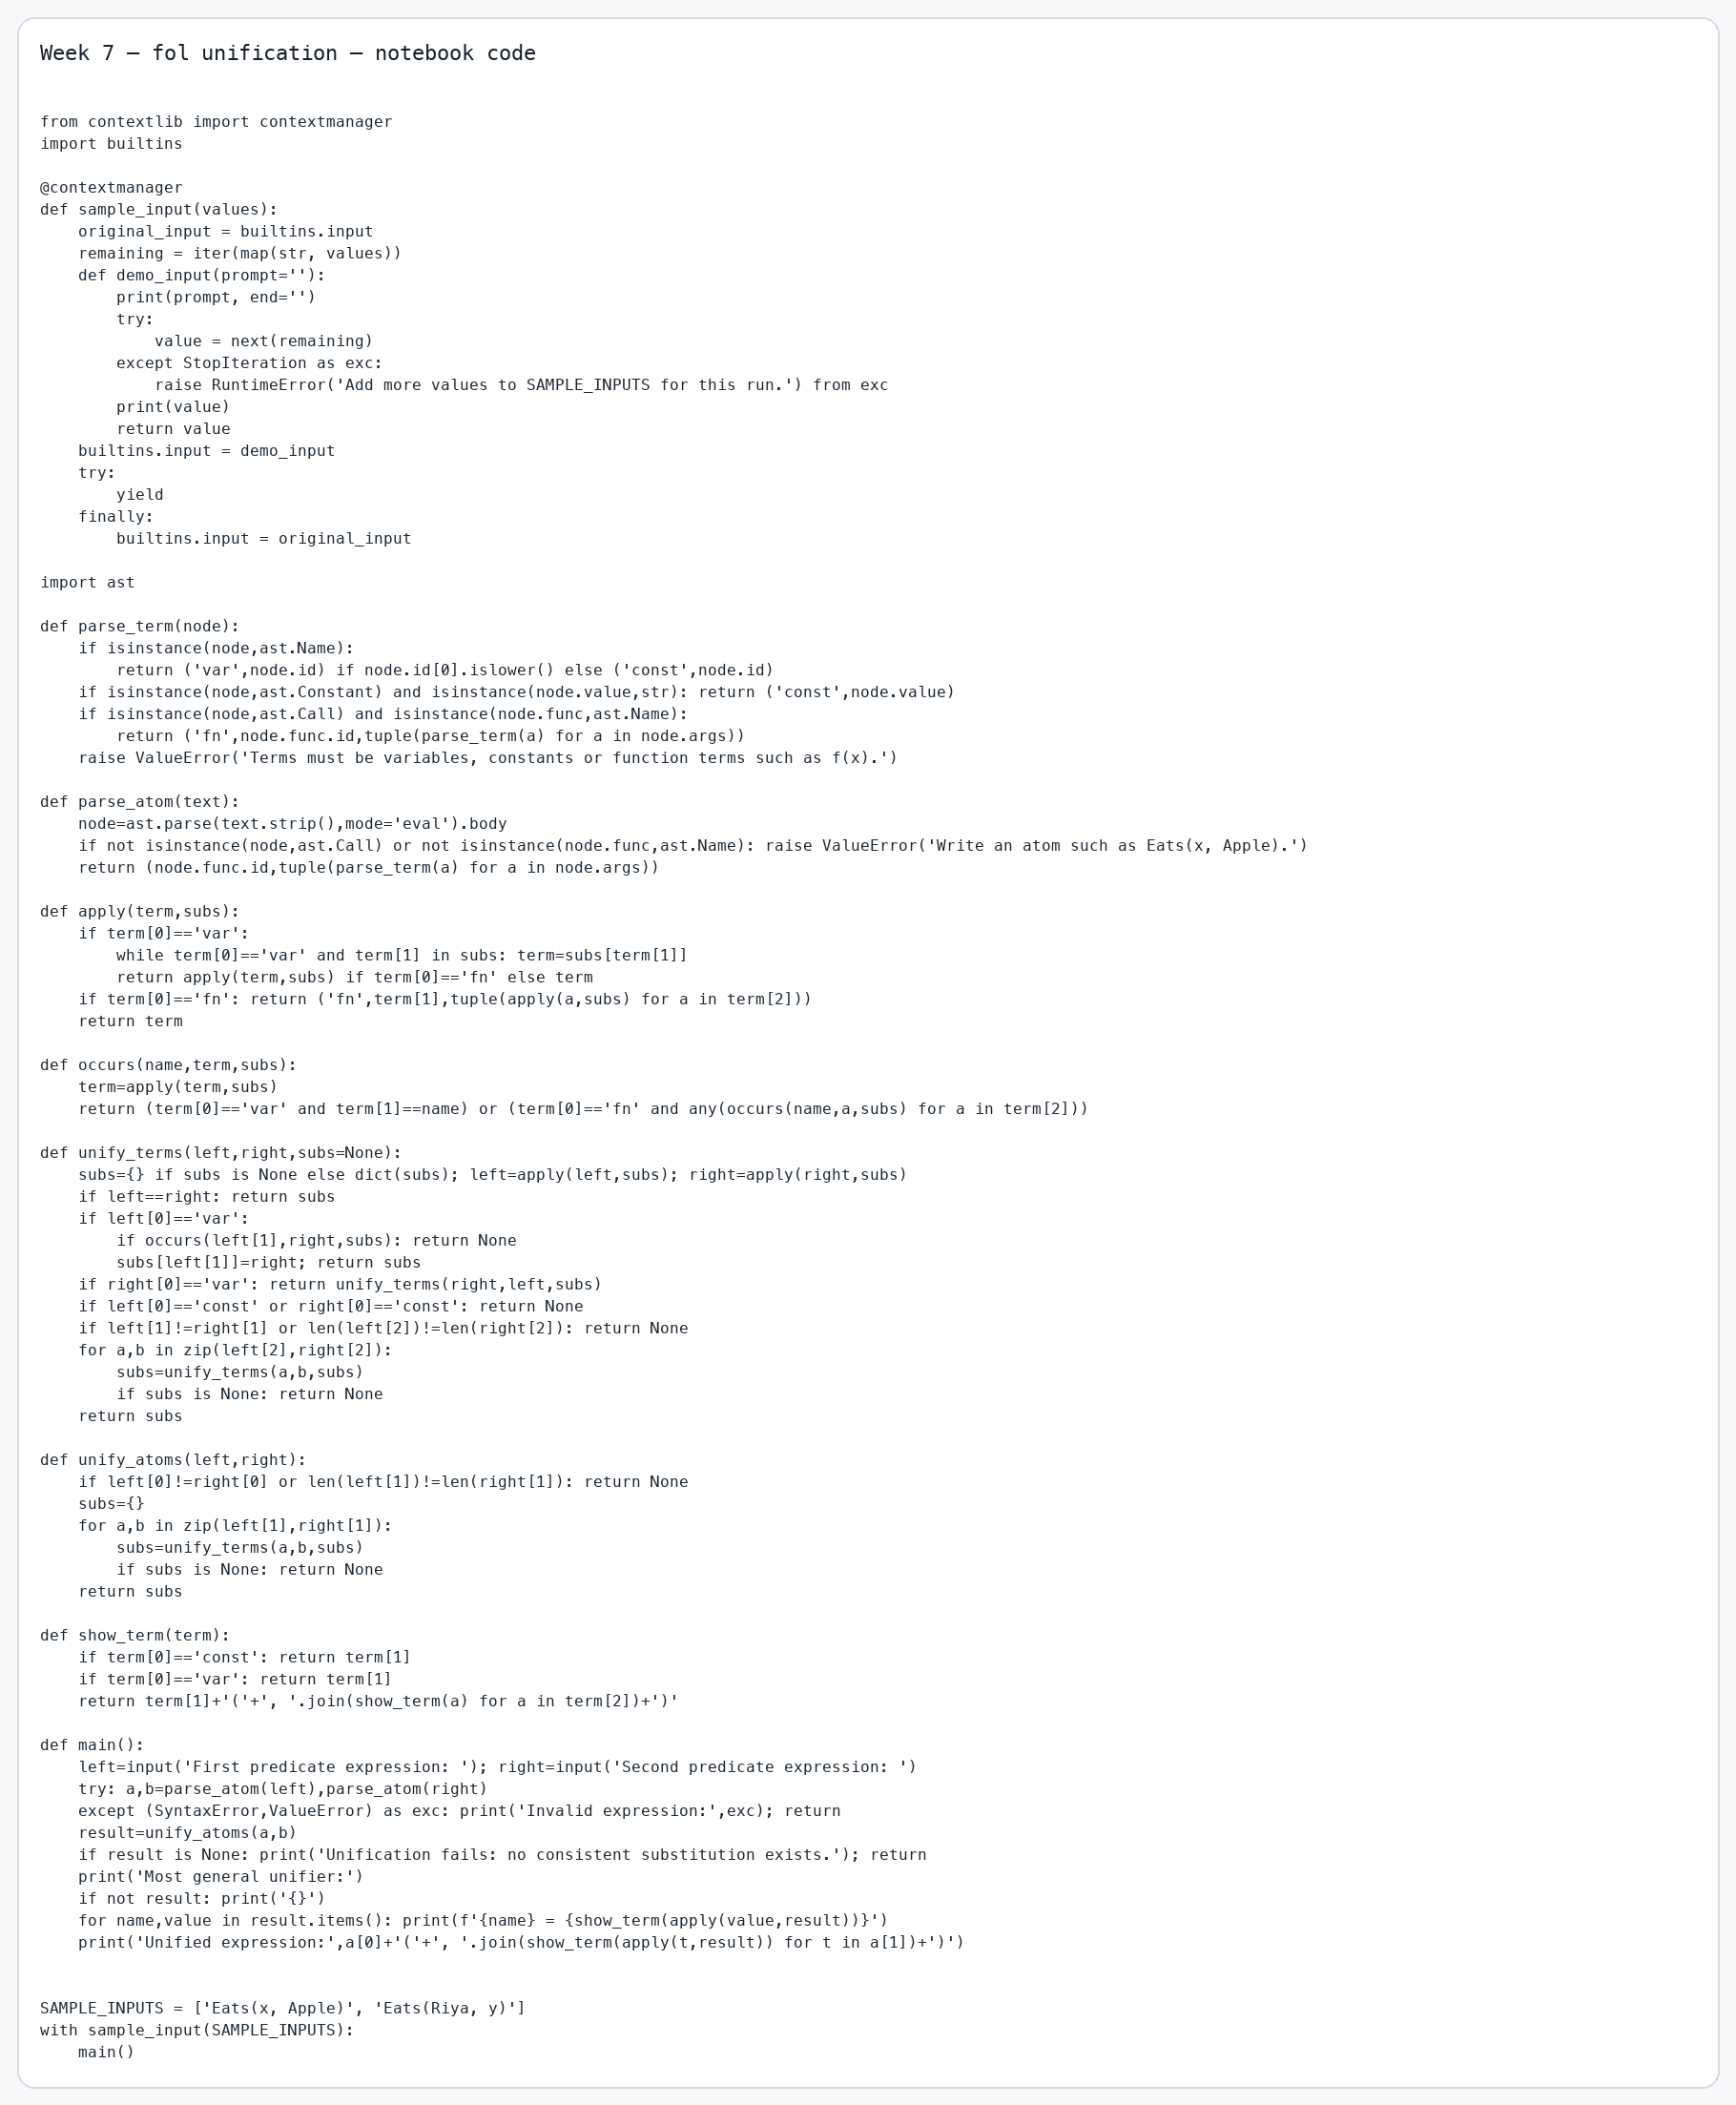 Week 7 — fol unification — notebook code
from contextlib import contextmanager
import builtins
@contextmanager
def sample_input(values):
    original_input = builtins.input
    remaining = iter(map(str, values))
    def demo_input(prompt=''):
        print(prompt, end='')
        try:
            value = next(remaining)
        except StopIteration as exc:
            raise RuntimeError('Add more values to SAMPLE_INPUTS for this run.') from exc
        print(value)
        return value
    builtins.input = demo_input
    try:
        yield
    finally:
        builtins.input = original_input
import ast
def parse_term(node):
    if isinstance(node,ast.Name):
        return ('var',node.id) if node.id[0].islower() else ('const',node.id)
    if isinstance(node,ast.Constant) and isinstance(node.value,str): return ('const',node.value)
    if isinstance(node,ast.Call) and isinstance(node.func,ast.Name):
        return ('fn',node.func.id,tuple(parse_term(a) for a in node.args))
    raise ValueError('Terms must be variables, constants or function terms such as f(x).')
def parse_atom(text):
    node=ast.parse(text.strip(),mode='eval').body
    if not isinstance(node,ast.Call) or not isinstance(node.func,ast.Name): raise ValueError('Write an atom such as Eats(x, Apple).')
    return (node.func.id,tuple(parse_term(a) for a in node.args))
def apply(term,subs):
    if term[0]=='var':
        while term[0]=='var' and term[1] in subs: term=subs[term[1]]
        return apply(term,subs) if term[0]=='fn' else term
    if term[0]=='fn': return ('fn',term[1],tuple(apply(a,subs) for a in term[2]))
    return term
def occurs(name,term,subs):
    term=apply(term,subs)
    return (term[0]=='var' and term[1]==name) or (term[0]=='fn' and any(occurs(name,a,subs) for a in term[2]))
def unify_terms(left,right,subs=None):
    subs={} if subs is None else dict(subs); left=apply(left,subs); right=apply(right,subs)
    if left==right: return subs
    if left[0]=='var':
        if occurs(left[1],right,subs): return None
        subs[left[1]]=right; return subs
    if right[0]=='var': return unify_terms(right,left,subs)
    if left[0]=='const' or right[0]=='const': return None
    if left[1]!=right[1] or len(left[2])!=len(right[2]): return None
    for a,b in zip(left[2],right[2]):
        subs=unify_terms(a,b,subs)
        if subs is None: return None
    return subs
def unify_atoms(left,right):
    if left[0]!=right[0] or len(left[1])!=len(right[1]): return None
    subs={}
    for a,b in zip(left[1],right[1]):
        subs=unify_terms(a,b,subs)
        if subs is None: return None
    return subs
def show_term(term):
    if term[0]=='const': return term[1]
    if term[0]=='var': return term[1]
    return term[1]+'('+', '.join(show_term(a) for a in term[2])+')'
def main():
    left=input('First predicate expression: '); right=input('Second predicate expression: ')
    try: a,b=parse_atom(left),parse_atom(right)
    except (SyntaxError,ValueError) as exc: print('Invalid expression:',exc); return
    result=unify_atoms(a,b)
    if result is None: print('Unification fails: no consistent substitution exists.'); return
    print('Most general unifier:')
    if not result: print('{}')
    for name,value in result.items(): print(f'{name} = {show_term(apply(value,result))}')
    print('Unified expression:',a[0]+'('+', '.join(show_term(apply(t,result)) for t in a[1])+')')
SAMPLE_INPUTS = ['Eats(x, Apple)', 'Eats(Riya, y)']
with sample_input(SAMPLE_INPUTS):
    main()